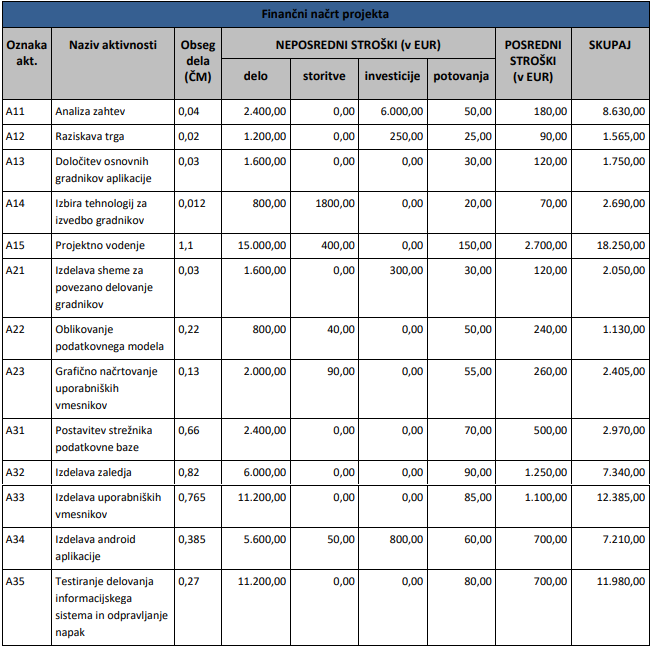 Finančni načrt projekta
Oznaka akt. Naziv aktivnosti Obseg dela (ČM) NEPOSREDNI STROŠKI (v EUR) POSREDNI STROŠKI (v EUR) SKUPAJ
delo storitve investicije potovanja
A11 Analiza zahtev 0,04 2.400,00 0,00 6.000,00 50,00 180,00 8.630,00
A12 Raziskava trga 0,02 1.200,00 0,00 250,00 25,00 90,00 1.565,00
A13 Določitev osnovnih 0,03 1.600,00 0,00 0,00 30,00 120,00 1.750,00
gradnikov aplikacije
A14 Izbira tehnologij za 0,012 800,00 1800,00 0,00 20,00 70,00 2.690,00
izvedbo gradnikov
A15 Projektno vodenje 1,1 15.000,00 400,00 0,00 150,00 2.700,00 18.250,00
A21 Izdelava sheme za 0,03 1.600,00 0,00 300,00 30,00 120,00 2.050,00
povezano delovanje
gradnikov
A22 Oblikovanje 0,22 800,00 40,00 0,00 50,00 240,00 1.130,00
podatkovnega modela
A23 Grafično načrtovanje 0,13 2.000,00 90,00 0,00 55,00 260,00 2.405,00
uporabniških
vmesnikov
A31 Postavitev strežnika 0,66 2.400,00 0,00 0,00 70,00 500,00 2.970,00
podatkovne baze
A32 Izdelava zaledja 0,82 6.000,00 0,00 0,00 90,00 1.250,00 7.340,00
A33 Izdelava uporabniških 0,765 11.200,00 0,00 0,00 85,00 1.100,00 12.385,00
vmesnikov
A34 Izdelava android 0,385 5.600,00 50,00 800,00 60,00 700,00 7.210,00
aplikacije
A35 Testiranje delovanja 0,27 11.200,00 0,00 0,00 80,00 700,00 11.980,00
informacijskega
sistema in odpravljanje
napak